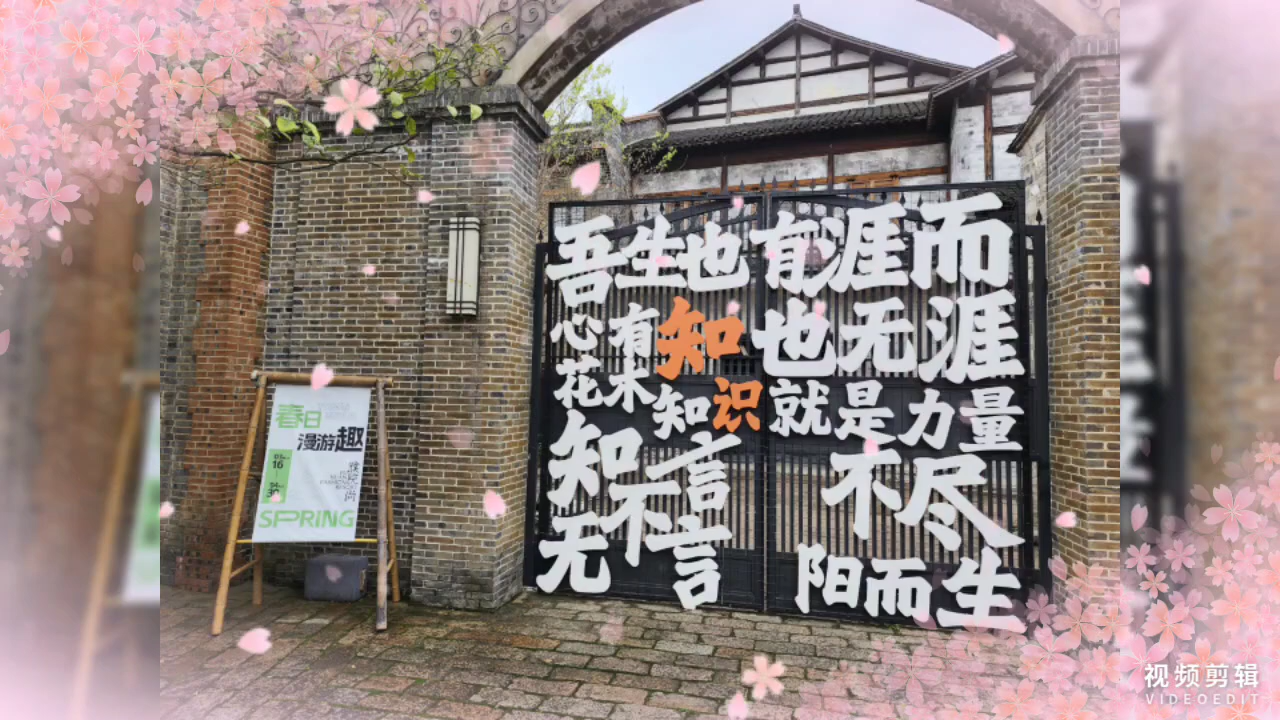 吾生也有涯而
心有知也无涯
花木知识就是力量
知言不尽
无不言
阳而生
春日
漫游趣
16
30
SPRING
视频剪辑
VIDEOEDIT